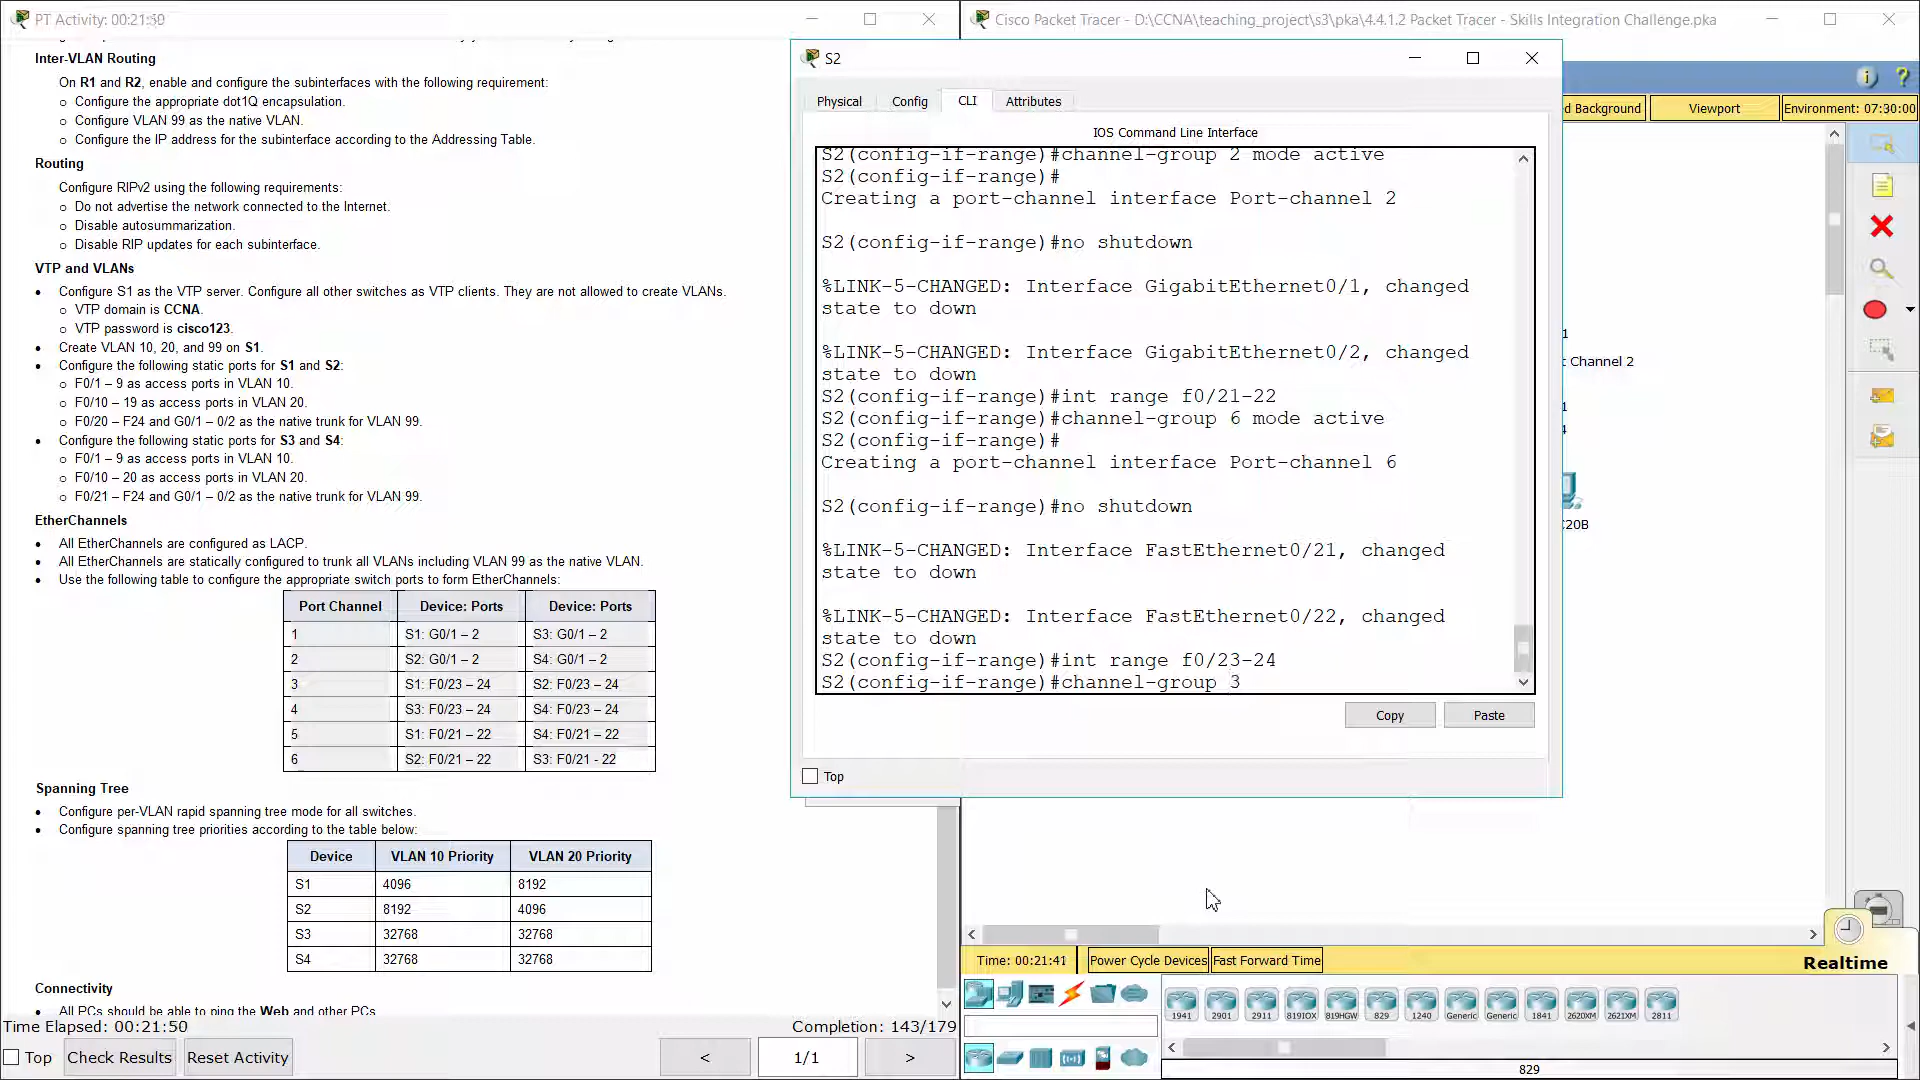 PT Activity: 00:21:50
Inter-VLAN Routing
On R1 and R2, enable and configure the subinterfaces with the following requirement:
o Configure the appropriate dot1Q encapsulation.
o Configure VLAN 99 as the native VLAN.
o Configure the IP address for the subinterface according to the Addressing Table.
Routing
Configure RIPv2 using the following requirements:
o Do not advertise the network connected to the Internet.
o Disable autosummarization.
o Disable RIP updates for each subinterface.
VTP and VLANs
• Configure S1 as the VTP server. Configure all other switches as VTP clients. They are not allowed to create VLANs.
o VTP domain is CCNA.
o VTP password is cisco123.
• Create VLAN 10, 20, and 99 on S1.
• Configure the following static ports for S1 and S2:
o F0/1 – 9 as access ports in VLAN 10.
o F0/10 – 19 as access ports in VLAN 20.
o F0/20 – F24 and G0/1 – 0/2 as the native trunk for VLAN 99.
• Configure the following static ports for S3 and S4:
o F0/1 – 9 as access ports in VLAN 10.
o F0/10 – 20 as access ports in VLAN 20.
o F0/21 – F24 and G0/1 – 0/2 as the native trunk for VLAN 99.
EtherChannels
• All EtherChannels are configured as LACP.
• All EtherChannels are statically configured to trunk all VLANs including VLAN 99 as the native VLAN.
• Use the following table to configure the appropriate switch ports to form EtherChannels:
Port Channel Device: Ports Device: Ports
1 S1: G0/1 – 2 S3: G0/1 – 2
2 S2: G0/1 – 2 S4: G0/1 – 2
3 S1: F0/23 – 24 S2: F0/23 – 24
4 S3: F0/23 – 24 S4: F0/23 – 24
5 S1: F0/21 – 22 S4: F0/21 – 22
6 S2: F0/21 – 22 S3: F0/21 - 22
Spanning Tree
• Configure per-VLAN rapid spanning tree mode for all switches.
• Configure spanning tree priorities according to the table below:
Device VLAN 10 Priority VLAN 20 Priority
S1 4096 8192
S2 8192 4096
S3 32768 32768
S4 32768 32768
Connectivity
• All PCs should be able to ping the Web and other PCs
Time Elapsed: 00:21:50 Completion: 143/179
Top Check Results Reset Activity < 1/1 >
Cisco Packet Tracer - D:\CCNA\teaching_project\s3\pka\4.4.1.2 Packet Tracer - Skills Integration Challenge.pka
d Background Viewport Environment: 07:30:00
S2
Physical Config CLI Attributes
IOS Command Line Interface
S2(config-if-range)#channel-group 2 mode active
S2(config-if-range)#
Creating a port-channel interface Port-channel 2
S2(config-if-range)#no shutdown
%LINK-5-CHANGED: Interface GigabitEthernet0/1, changed
state to down
%LINK-5-CHANGED: Interface GigabitEthernet0/2, changed
state to down
S2(config-if-range)#int range f0/21-22
S2(config-if-range)#channel-group 6 mode active
S2(config-if-range)#
Creating a port-channel interface Port-channel 6
S2(config-if-range)#no shutdown
%LINK-5-CHANGED: Interface FastEthernet0/21, changed
state to down
%LINK-5-CHANGED: Interface FastEthernet0/22, changed
state to down
S2(config-if-range)#int range f0/23-24
S2(config-if-range)#channel-group 3
Copy Paste
Top
1
t Channel 2
1
4
C20B
Time: 00:21:41 Power Cycle Devices Fast Forward Time
Realtime
1941 2901 2911 819IOX 819HGW 829 1240 Generic Generic 1841 2620XM 2621XM 2811
829